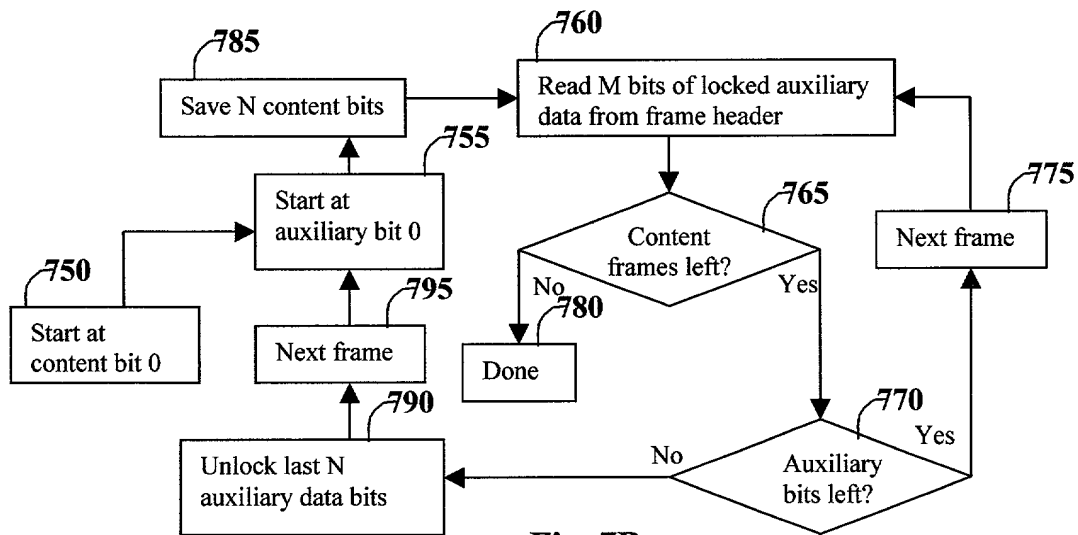 785
760
Save N content bits
Read M bits of locked auxiliary
data from frame header
755
775
Start at
auxiliary bit 0
765
Content
frames left?
Next frame
750
795
No
Yes
780
Start at
content bit 0
Next frame
Done
790
770
No
Yes
Unlock last N
auxiliary data bits
Auxiliary
bits left?